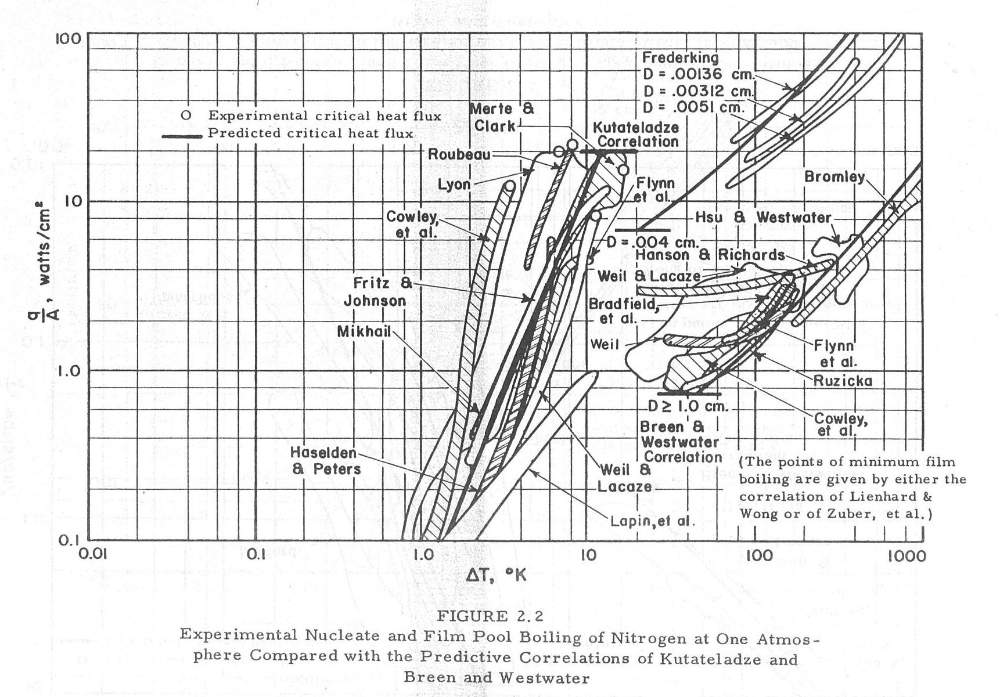 100
10
1.0
0.1
q/A, watts/cm²
0.01
0.1
1.0
10
100
1000
ΔT, °K
O Experimental critical heat flux
Predicted critical heat flux
Merte &
Clark
Kutateladze
Correlation
Roubeau
Lyon
Cowley,
et al.
Fritz &
Johnson
Mikhail
Haselden
& Peters
Flynn
et al.
Frederking
D = .00136 cm.
D = .00312 cm.
D = .0051 cm.
Bromley
Hsu & Westwater
D = .004 cm.
Hanson & Richards
Weil & Lacaze
Bradfield,
et al.
Weil
Flynn
et al.
Ruzicka
Cowley,
et al.
D ≥ 1.0 cm.
Breen &
Westwater
Correlation
Weil &
Lacaze
Lapin, et al.
(The points of minimum film
boiling are given by either the
correlation of Lienhard &
Wong or of Zuber, et al.)
FIGURE 2.2
Experimental Nucleate and Film Pool Boiling of Nitrogen at One Atmos-
phere Compared with the Predictive Correlations of Kutateladze and
Breen and Westwater